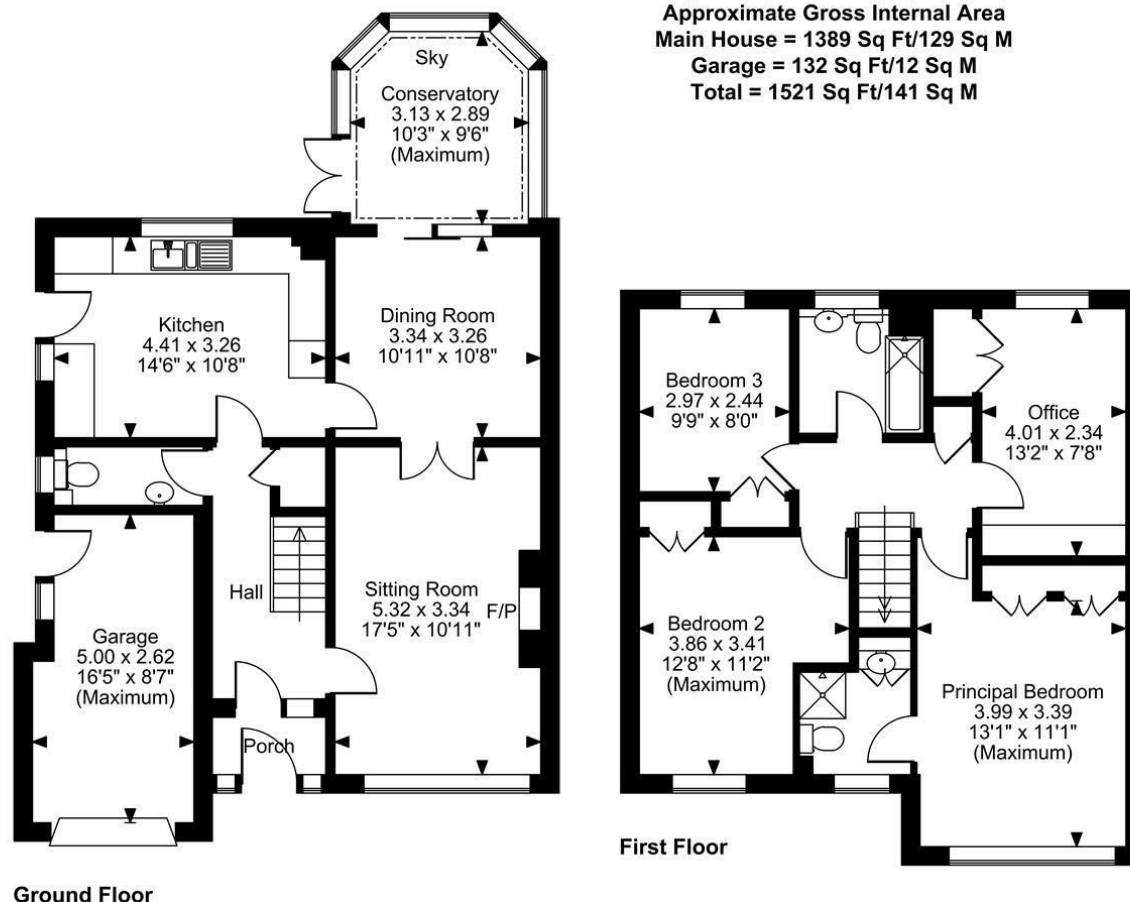 Approximate Gross Internal Area
Main House = 1389 Sq Ft/129 Sq M
Garage = 132 Sq Ft/12 Sq M
Total = 1521 Sq Ft/141 Sq M
Sky
Conservatory
3.13 x 2.89
10'3" x 9'6"
(Maximum)
Kitchen
4.41 x 3.26
14'6" x 10'8"
Dining Room
3.34 x 3.26
10'11" x 10'8"
Hall
Sitting Room
5.32 x 3.34
17'5" x 10'11"
F/P
Garage
5.00 x 2.62
16'5" x 8'7"
(Maximum)
Porch
Ground Floor
Bedroom 3
2.97 x 2.44
9'9" x 8'0"
Office
4.01 x 2.34
13'2" x 7'8"
Bedroom 2
3.86 x 3.41
12'8" x 11'2"
(Maximum)
Principal Bedroom
3.99 x 3.39
13'1" x 11'1"
(Maximum)
First Floor